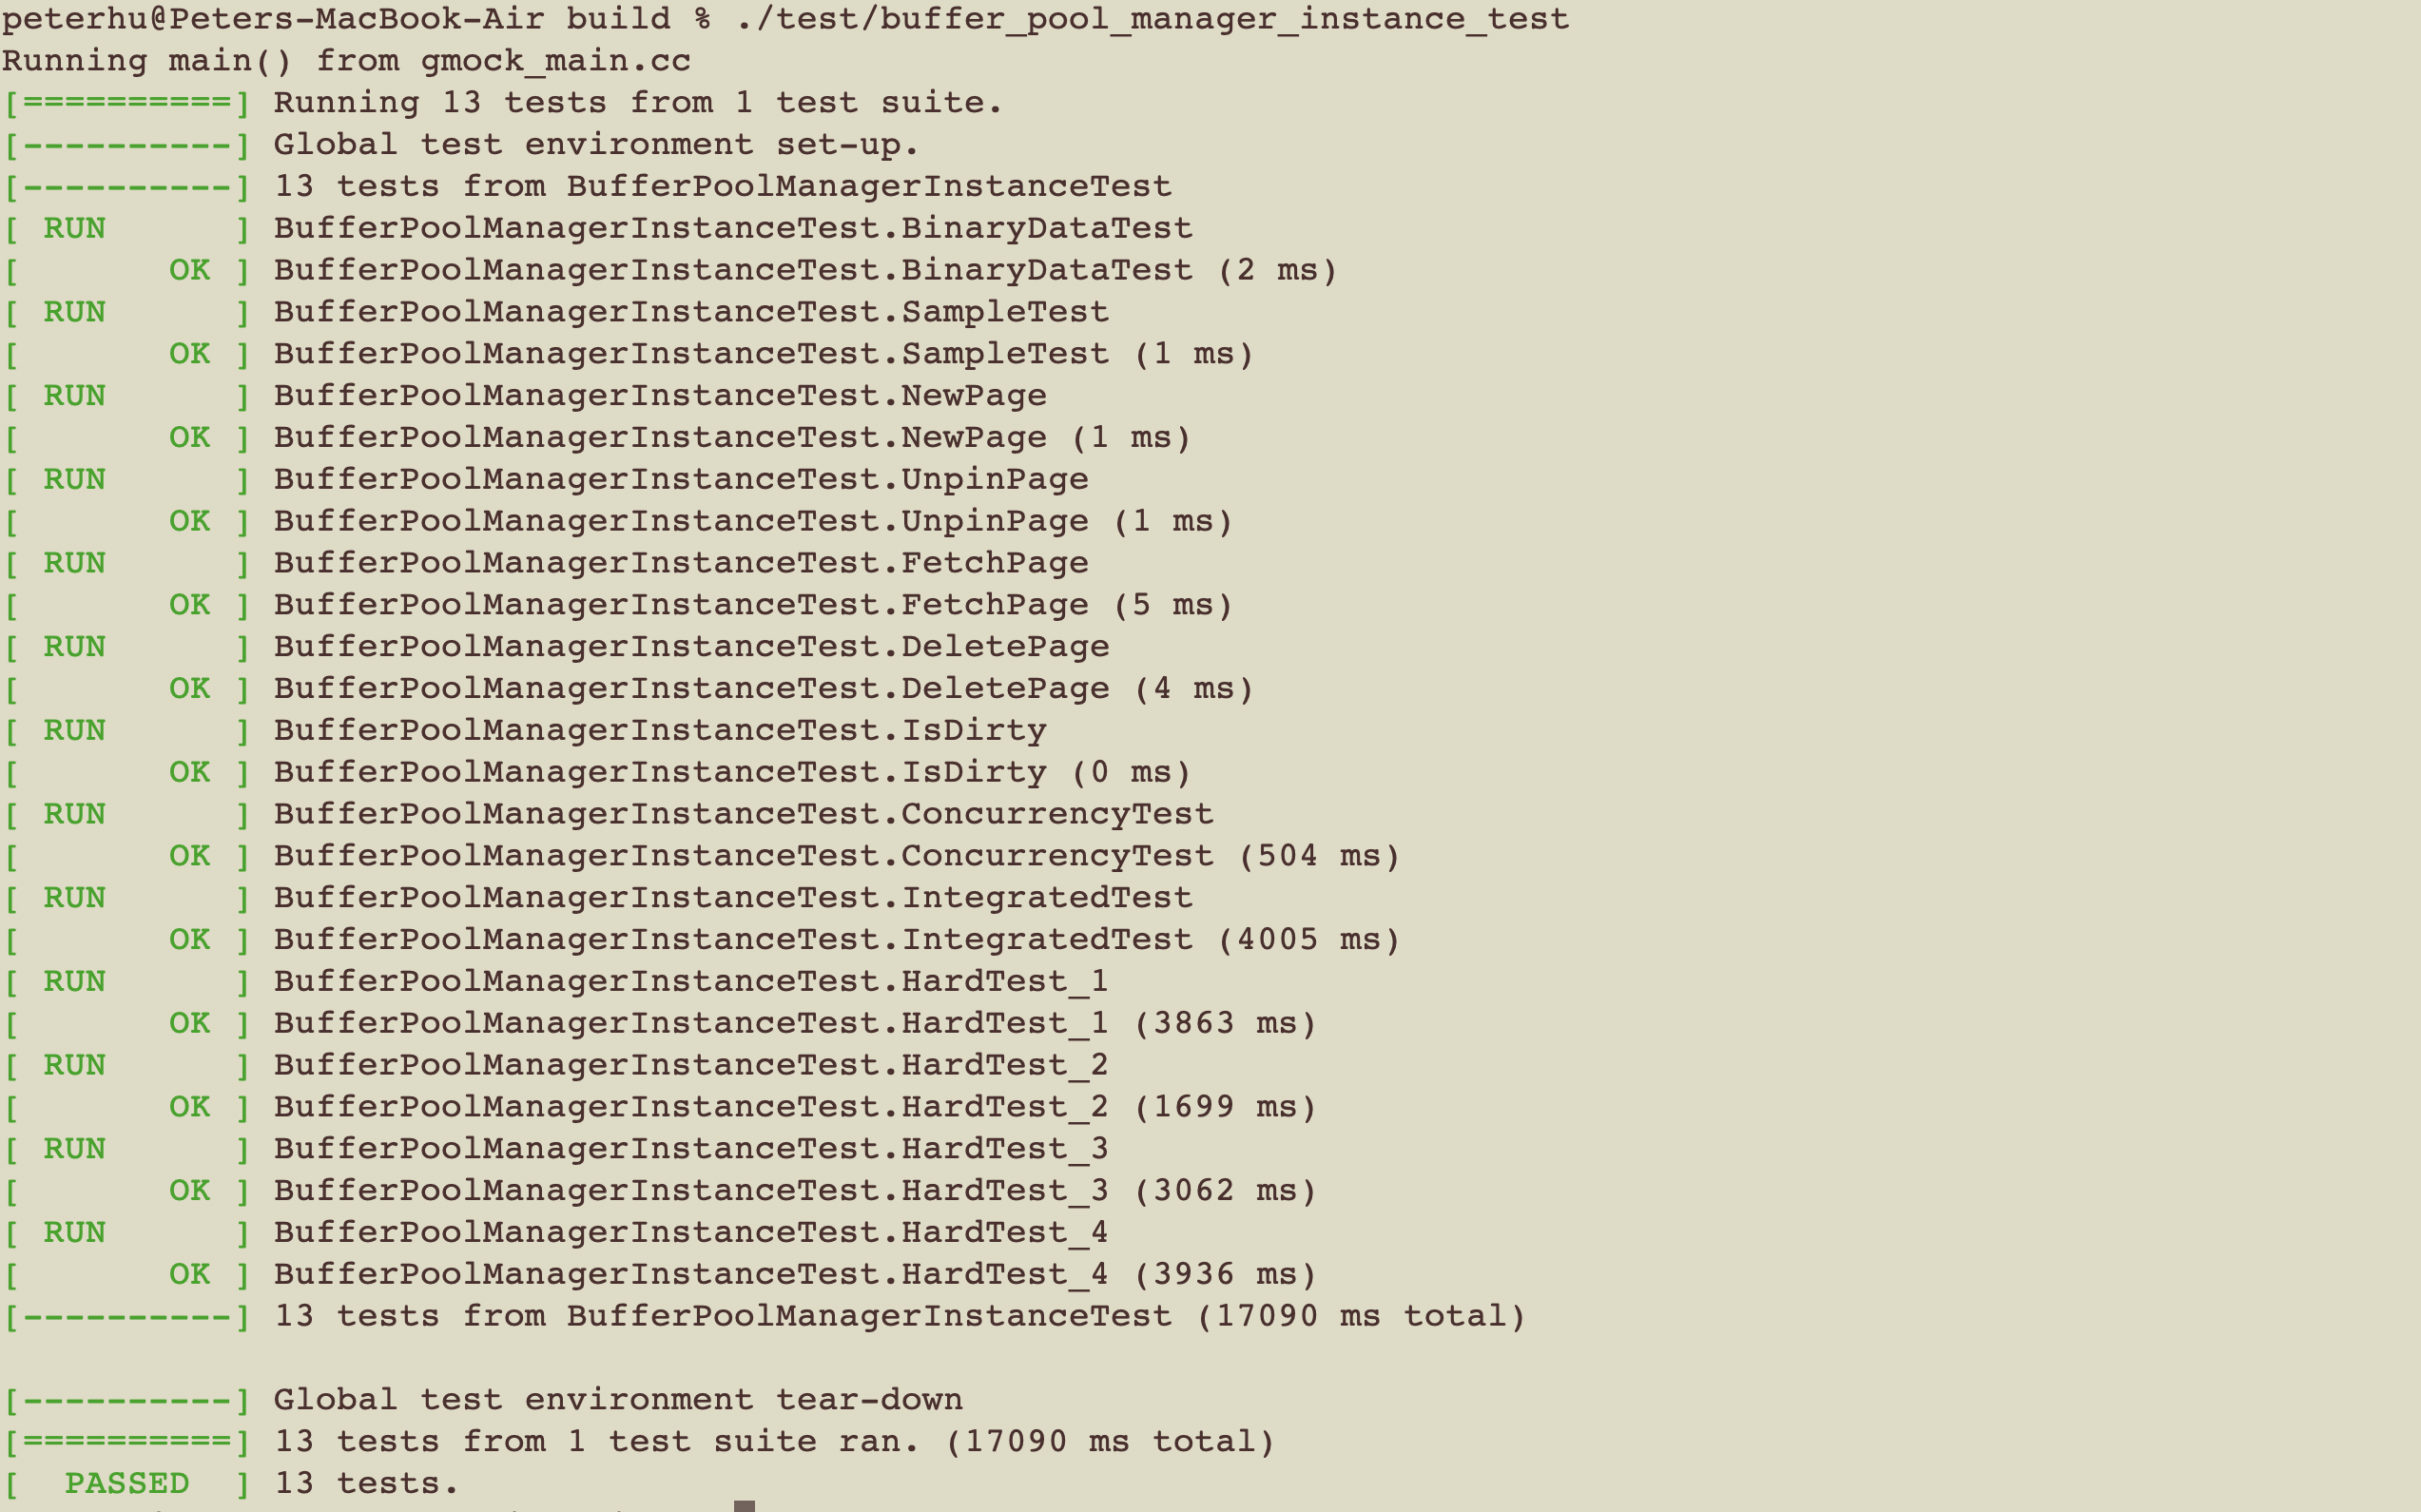 peterhu@Peters-MacBook-Air build % ./test/buffer_pool_manager_instance_test
Running main() from gmock_main.cc
[==========] Running 13 tests from 1 test suite.
[----------] Global test environment set-up.
[----------] 13 tests from BufferPoolManagerInstanceTest
[ RUN      ] BufferPoolManagerInstanceTest.BinaryDataTest
[       OK ] BufferPoolManagerInstanceTest.BinaryDataTest (2 ms)
[ RUN      ] BufferPoolManagerInstanceTest.SampleTest
[       OK ] BufferPoolManagerInstanceTest.SampleTest (1 ms)
[ RUN      ] BufferPoolManagerInstanceTest.NewPage
[       OK ] BufferPoolManagerInstanceTest.NewPage (1 ms)
[ RUN      ] BufferPoolManagerInstanceTest.UnpinPage
[       OK ] BufferPoolManagerInstanceTest.UnpinPage (1 ms)
[ RUN      ] BufferPoolManagerInstanceTest.FetchPage
[       OK ] BufferPoolManagerInstanceTest.FetchPage (5 ms)
[ RUN      ] BufferPoolManagerInstanceTest.DeletePage
[       OK ] BufferPoolManagerInstanceTest.DeletePage (4 ms)
[ RUN      ] BufferPoolManagerInstanceTest.IsDirty
[       OK ] BufferPoolManagerInstanceTest.IsDirty (0 ms)
[ RUN      ] BufferPoolManagerInstanceTest.ConcurrencyTest
[       OK ] BufferPoolManagerInstanceTest.ConcurrencyTest (504 ms)
[ RUN      ] BufferPoolManagerInstanceTest.IntegratedTest
[       OK ] BufferPoolManagerInstanceTest.IntegratedTest (4005 ms)
[ RUN      ] BufferPoolManagerInstanceTest.HardTest_1
[       OK ] BufferPoolManagerInstanceTest.HardTest_1 (3863 ms)
[ RUN      ] BufferPoolManagerInstanceTest.HardTest_2
[       OK ] BufferPoolManagerInstanceTest.HardTest_2 (1699 ms)
[ RUN      ] BufferPoolManagerInstanceTest.HardTest_3
[       OK ] BufferPoolManagerInstanceTest.HardTest_3 (3062 ms)
[ RUN      ] BufferPoolManagerInstanceTest.HardTest_4
[       OK ] BufferPoolManagerInstanceTest.HardTest_4 (3936 ms)
[----------] 13 tests from BufferPoolManagerInstanceTest (17090 ms total)
[----------] Global test environment tear-down
[==========] 13 tests from 1 test suite ran. (17090 ms total)
[  PASSED  ] 13 tests.